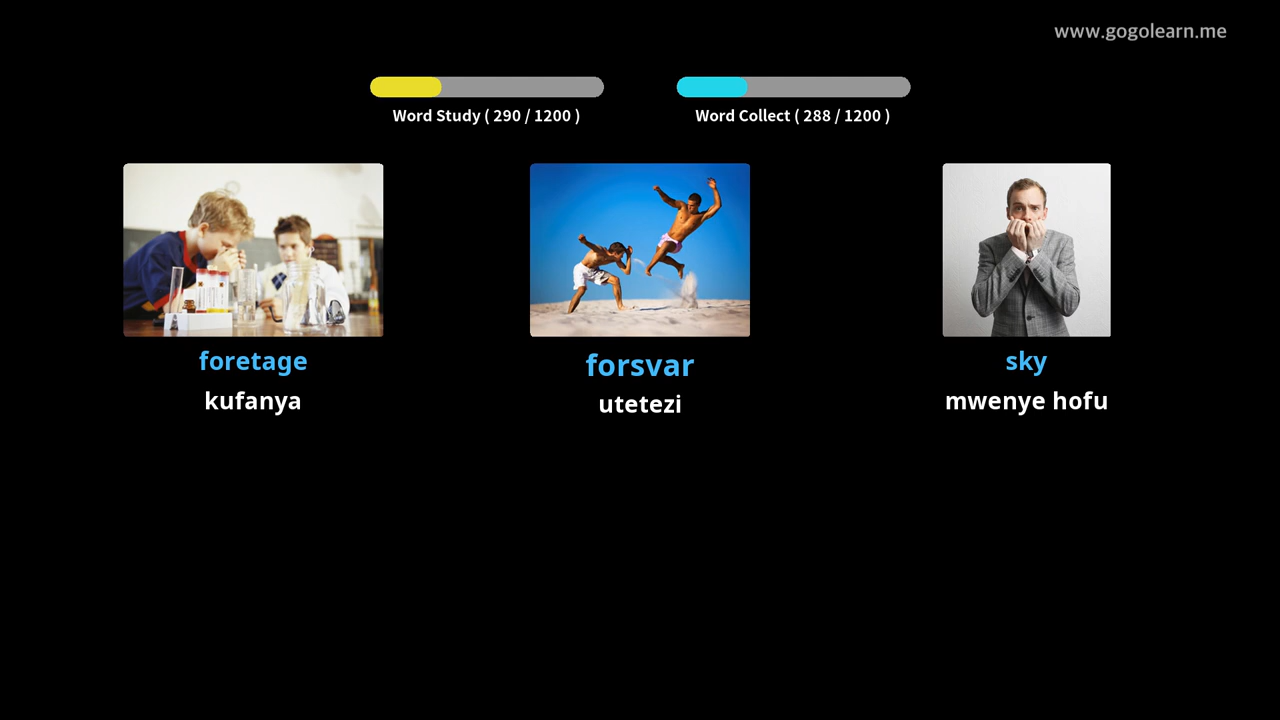 www.gogolearn.me
Word Study ( 290 / 1200 )
Word Collect ( 288 / 1200 )
foretage
kufanya
forsvar
utetezi
sky
mwenye hofu